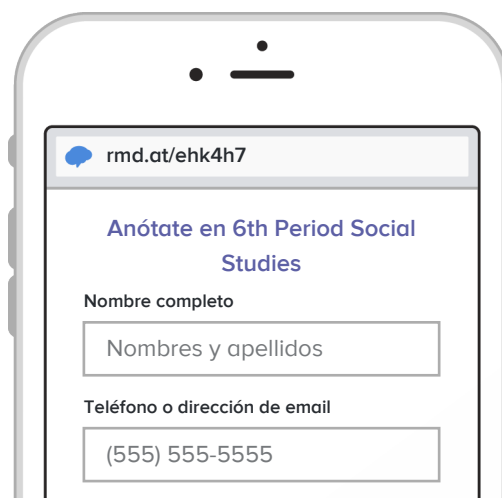 rmd.at/ehk4h7
Anótate en 6th Period Social
Studies
Nombre completo
Nombres y apellidos
Teléfono o dirección de email
(555) 555-5555